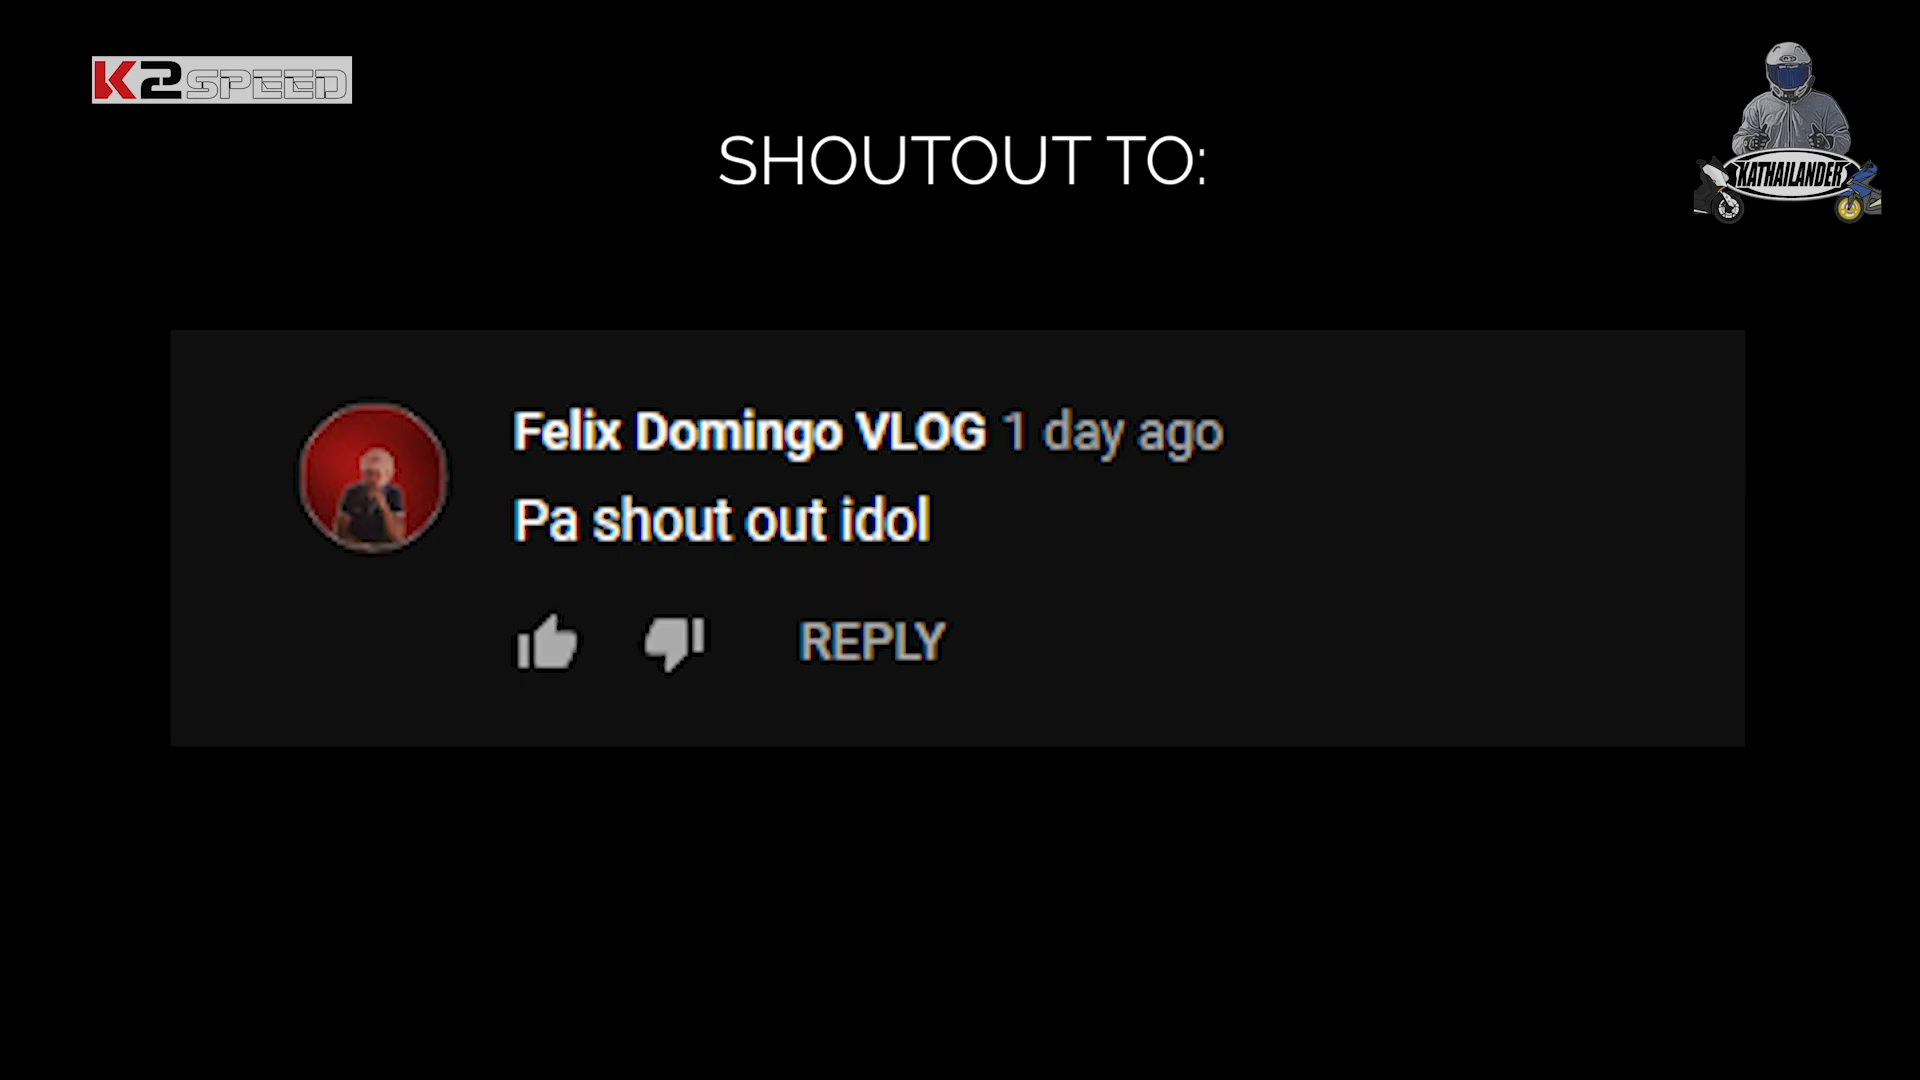 K2SPEED
KATHAILANDER
SHOUTOUT TO:
Felix Domingo VLOG 1 day ago
Pa shout out idol
REPLY